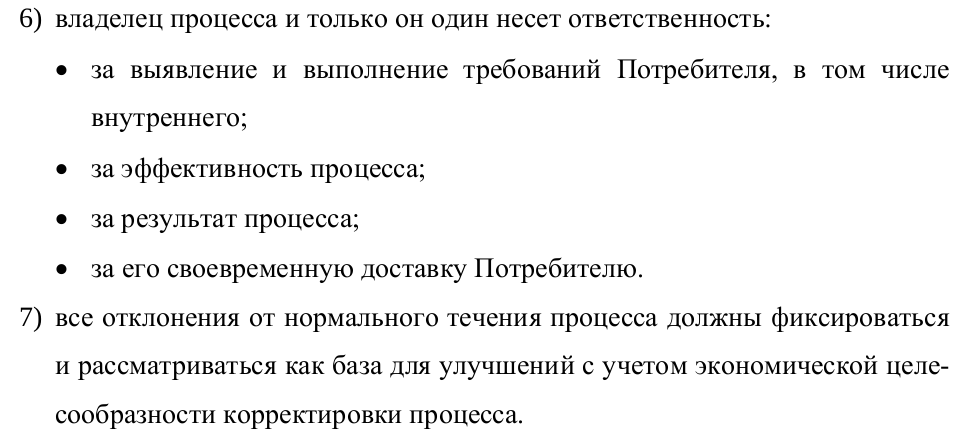 6) владелец процесса и только он один несет ответственность:
• за выявление и выполнение требований Потребителя, в том числе
внутреннего;
• за эффективность процесса;
• за результат процесса;
• за его своевременную доставку Потребителю.
7) все отклонения от нормального течения процесса должны фиксироваться
и рассматриваться как база для улучшений с учетом экономической целе-
сообразности корректировки процесса.